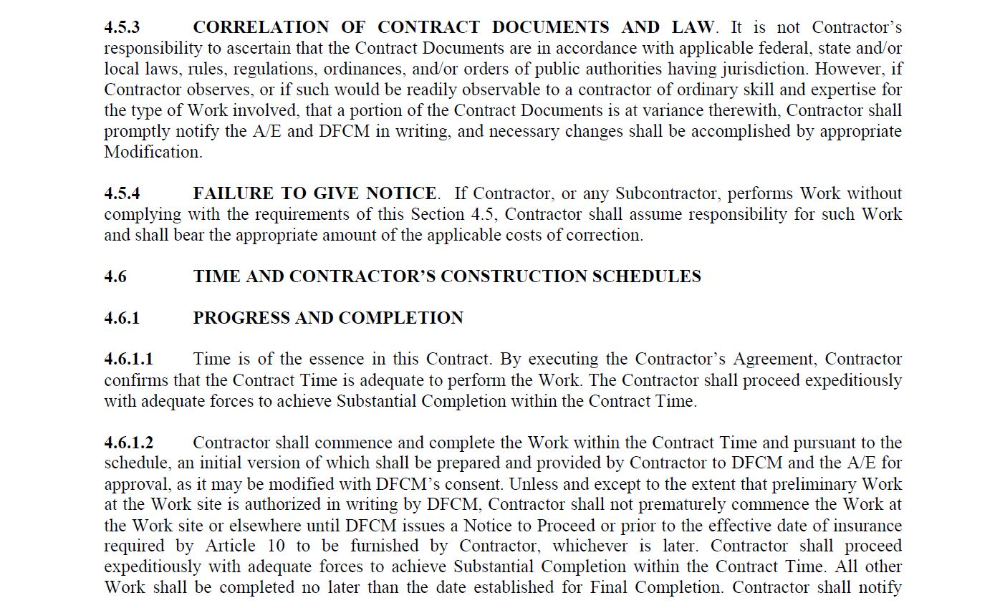 4.5.3 CORRELATION OF CONTRACT DOCUMENTS AND LAW. It is not Contractor’s
responsibility to ascertain that the Contract Documents are in accordance with applicable federal, state and/or
local laws, rules, regulations, ordinances, and/or orders of public authorities having jurisdiction. However, if
Contractor observes, or if such would be readily observable to a contractor of ordinary skill and expertise for
the type of Work involved, that a portion of the Contract Documents is at variance therewith, Contractor shall
promptly notify the A/E and DFCM in writing, and necessary changes shall be accomplished by appropriate
Modification.
4.5.4 FAILURE TO GIVE NOTICE. If Contractor, or any Subcontractor, performs Work without
complying with the requirements of this Section 4.5, Contractor shall assume responsibility for such Work
and shall bear the appropriate amount of the applicable costs of correction.
4.6 TIME AND CONTRACTOR’S CONSTRUCTION SCHEDULES
4.6.1 PROGRESS AND COMPLETION
4.6.1.1 Time is of the essence in this Contract. By executing the Contractor’s Agreement, Contractor
confirms that the Contract Time is adequate to perform the Work. The Contractor shall proceed expeditiously
with adequate forces to achieve Substantial Completion within the Contract Time.
4.6.1.2 Contractor shall commence and complete the Work within the Contract Time and pursuant to the
schedule, an initial version of which shall be prepared and provided by Contractor to DFCM and the A/E for
approval, as it may be modified with DFCM’s consent. Unless and except to the extent that preliminary Work
at the Work site is authorized in writing by DFCM, Contractor shall not prematurely commence the Work at
the Work site or elsewhere until DFCM issues a Notice to Proceed or prior to the effective date of insurance
required by Article 10 to be furnished by Contractor, whichever is later. Contractor shall proceed
expeditiously with adequate forces to achieve Substantial Completion within the Contract Time. All other
Work shall be completed no later than the date established for Final Completion. Contractor shall notify